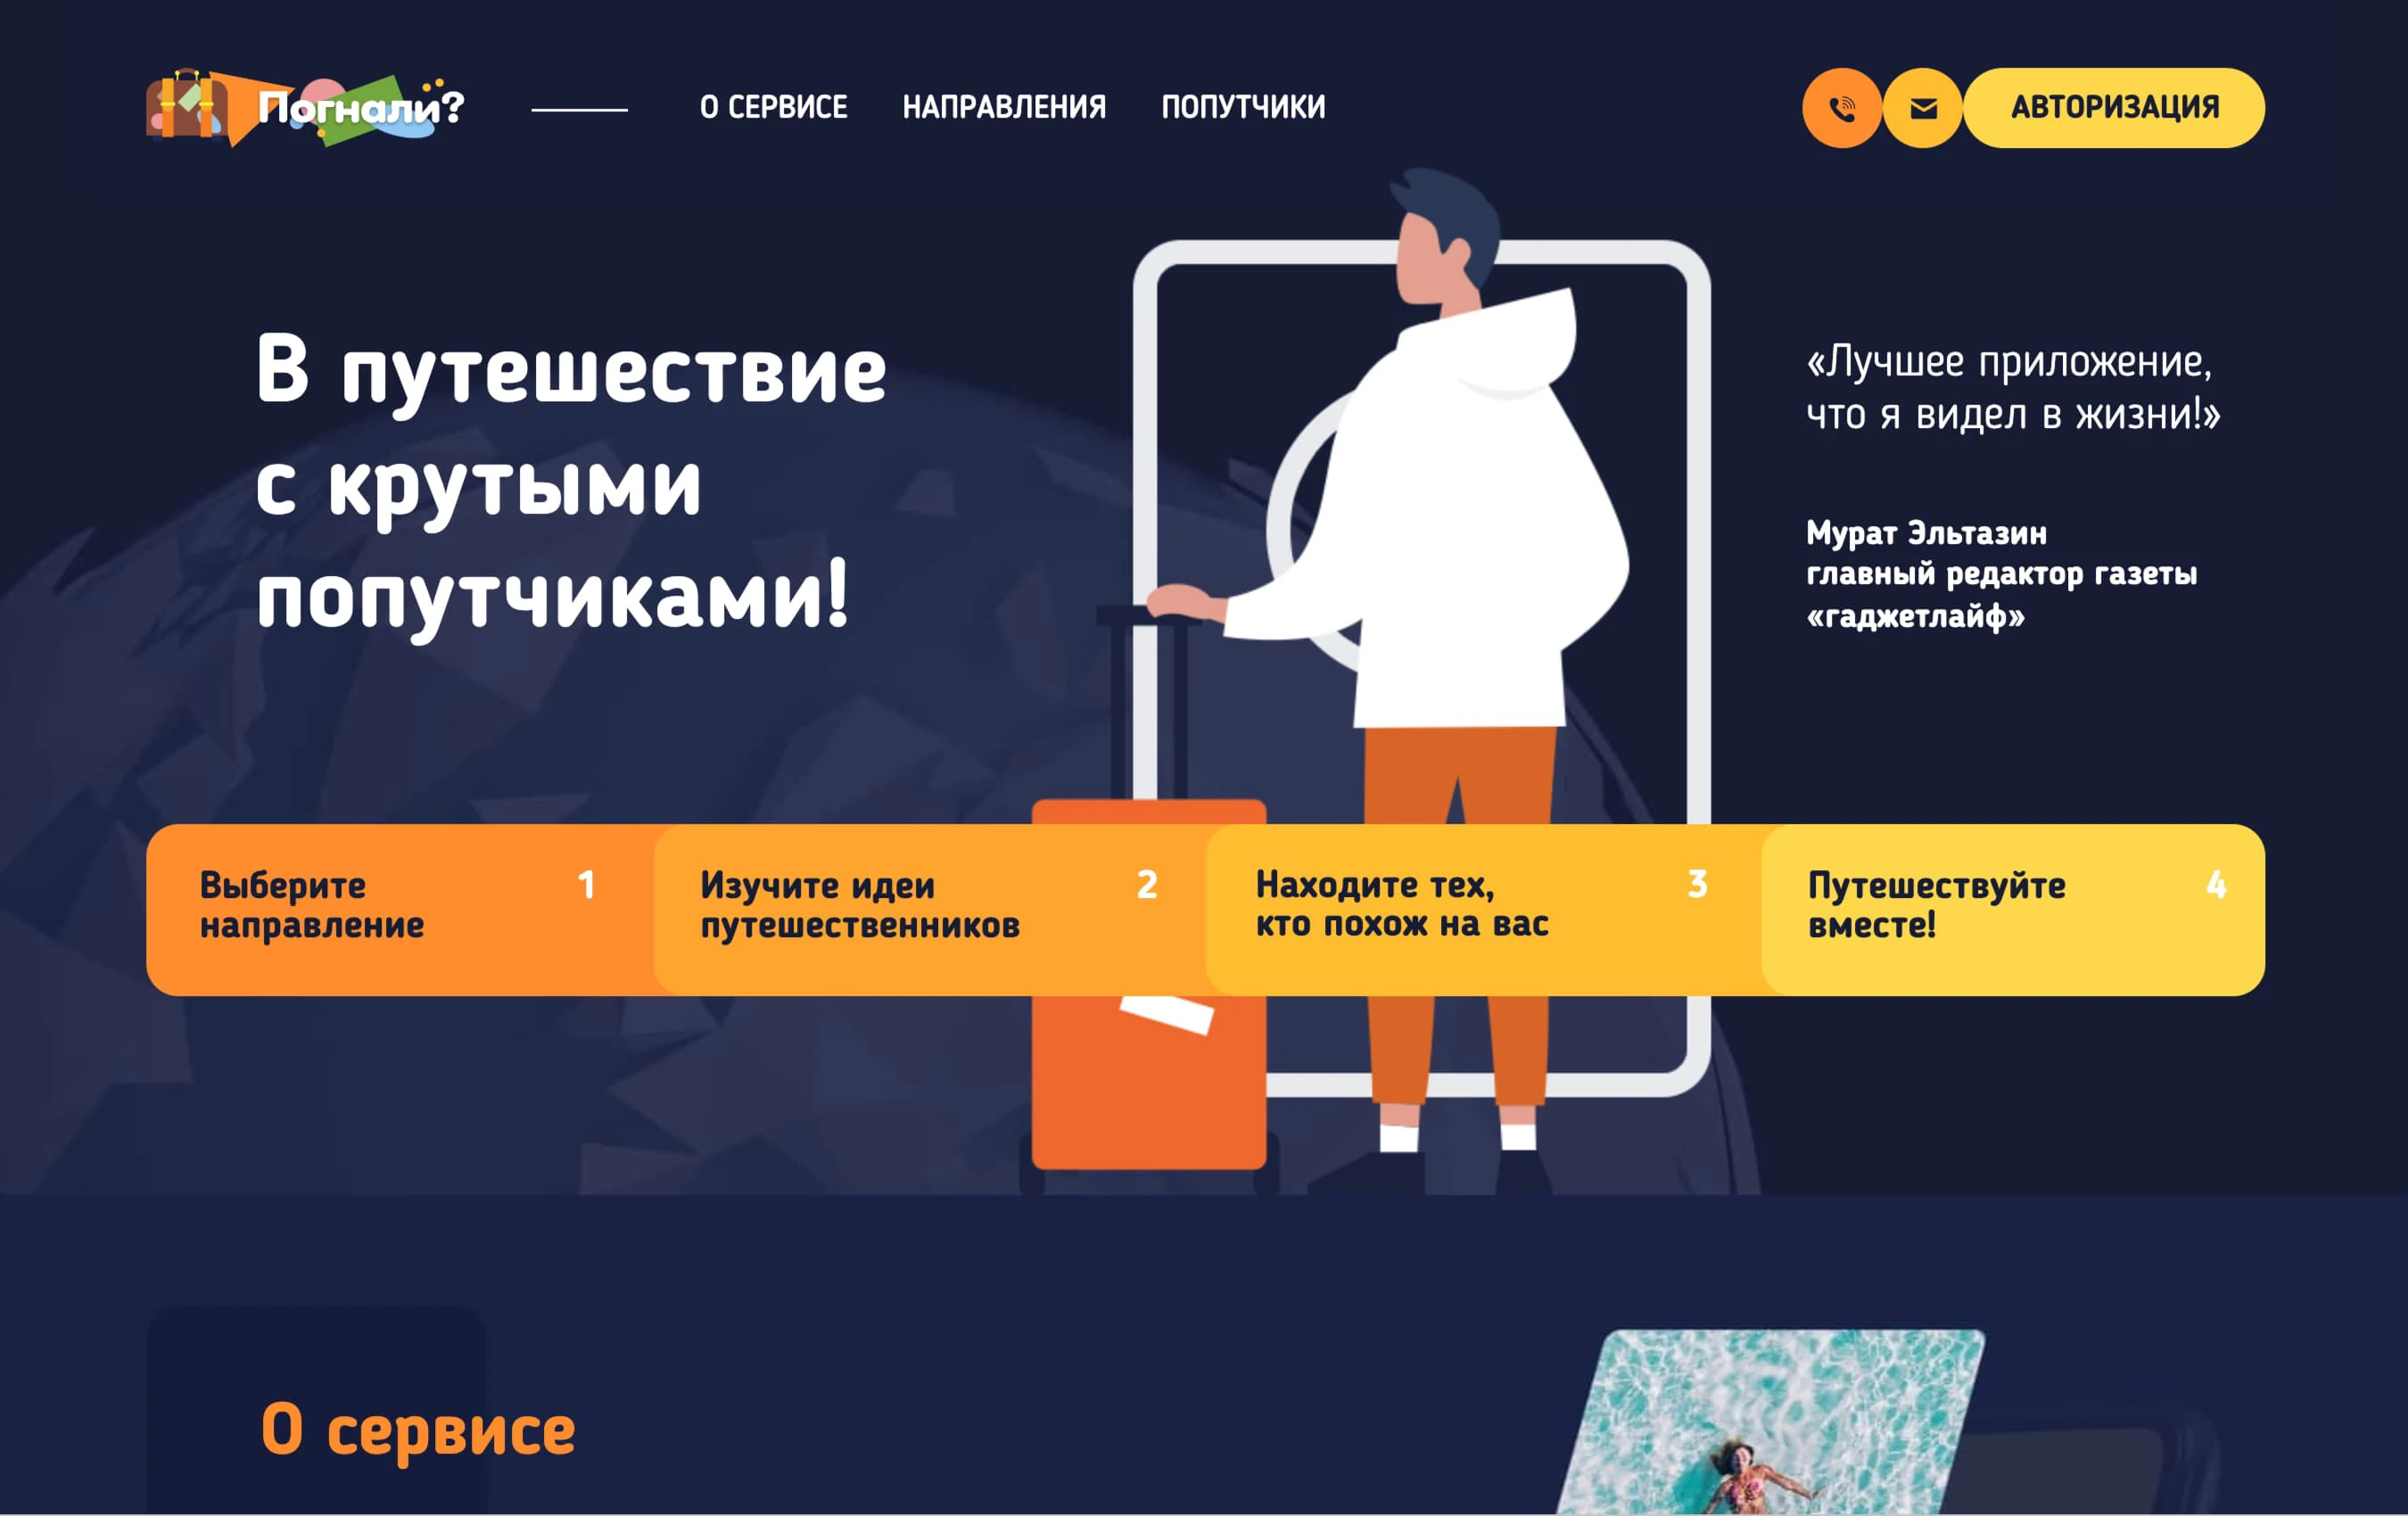 Погнали?
О СЕРВИСЕ
НАПРАВЛЕНИЯ
ПОПУТЧИКИ
АВТОРИЗАЦИЯ
В путешествие
с крутыми
попутчиками!
«Лучшее приложение,
что я видел в жизни!»
Мурат Эльтазин
главный редактор газеты
«гаджетлайф»
Выберите
направление
1
Изучите идеи
путешественников
2
Находите тех,
кто похож на вас
3
Путешествуйте
вместе!
4
О сервисе